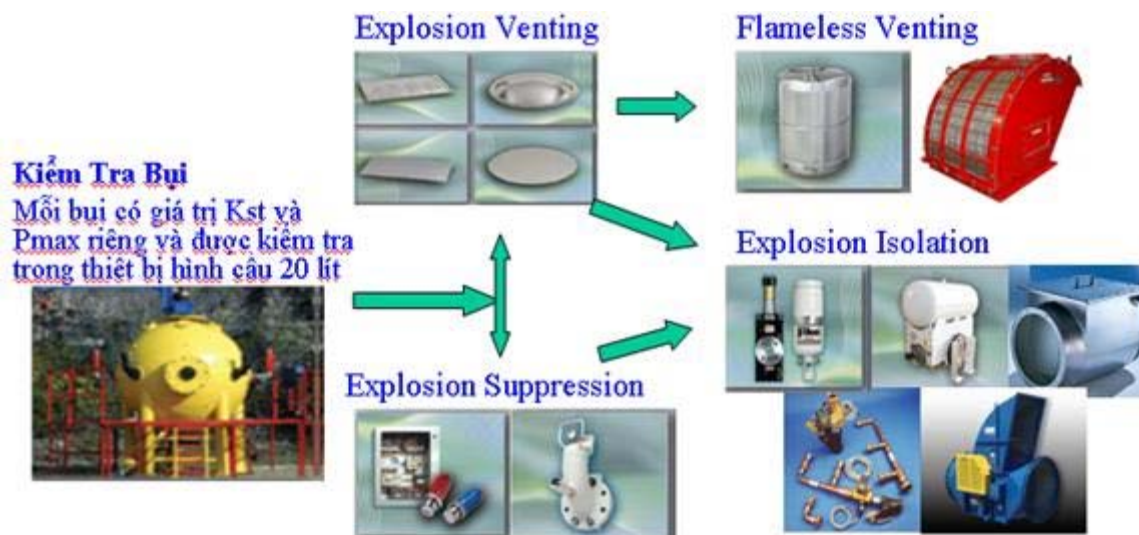 Explosion Venting
Flameless Venting
Kiểm Tra Bụi
Mỗi bui có giá trị Kst và
Pmax riêng và được kiểm tra
trong thiết bị hình cầu 20 lít
Explosion Isolation
Explosion Suppression